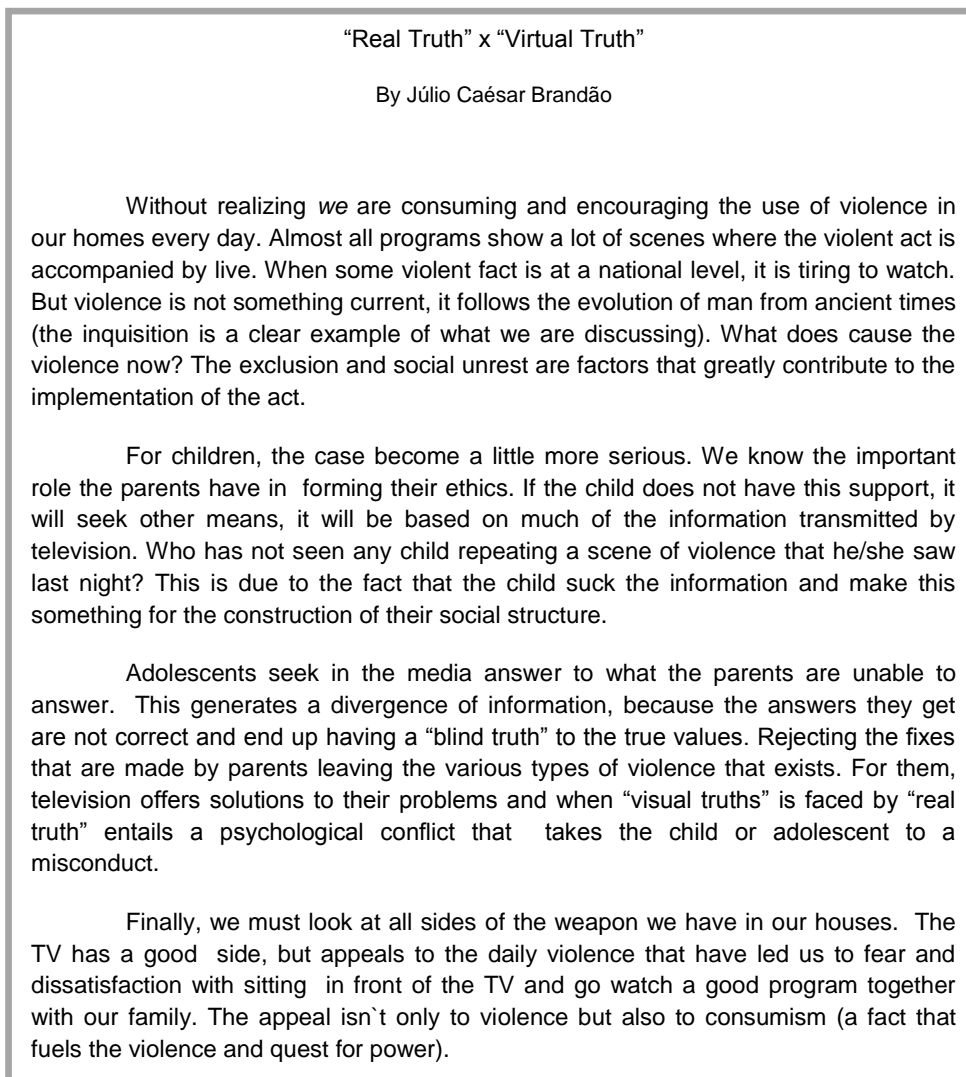 “Real Truth” x “Virtual Truth”
By Júlio Caésar Brandão
Without realizing we are consuming and encouraging the use of violence in
our homes every day. Almost all programs show a lot of scenes where the violent act is
accompanied by live. When some violent fact is at a national level, it is tiring to watch.
But violence is not something current, it follows the evolution of man from ancient times
(the inquisition is a clear example of what we are discussing). What does cause the
violence now? The exclusion and social unrest are factors that greatly contribute to the
implementation of the act.
For children, the case become a little more serious. We know the important
role the parents have in forming their ethics. If the child does not have this support, it
will seek other means, it will be based on much of the information transmitted by
television. Who has not seen any child repeating a scene of violence that he/she saw
last night? This is due to the fact that the child suck the information and make this
something for the construction of their social structure.
Adolescents seek in the media answer to what the parents are unable to
answer. This generates a divergence of information, because the answers they get
are not correct and end up having a “blind truth” to the true values. Rejecting the fixes
that are made by parents leaving the various types of violence that exists. For them,
television offers solutions to their problems and when “visual truths” is faced by “real
truth” entails a psychological conflict that takes the child or adolescent to a
misconduct.
Finally, we must look at all sides of the weapon we have in our houses. The
TV has a good side, but appeals to the daily violence that have led us to fear and
dissatisfaction with sitting in front of the TV and go watch a good program together
with our family. The appeal isn`t only to violence but also to consumism (a fact that
fuels the violence and quest for power).